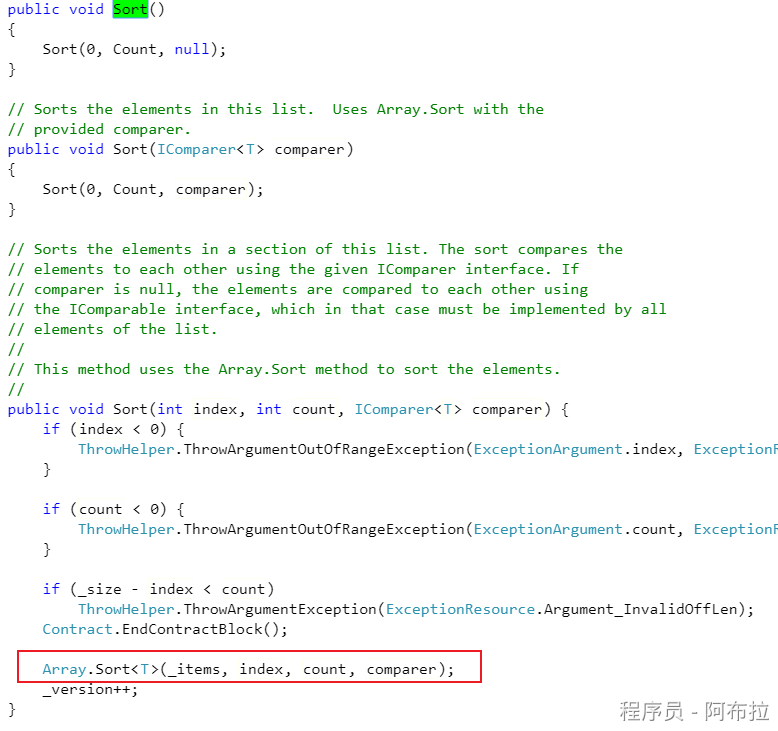 public void Sort()
{
    Sort(0, Count, null);
}

// Sorts the elements in this list.  Uses Array.Sort with the
// provided comparer.
public void Sort(IComparer<T> comparer)
{
    Sort(0, Count, comparer);
}

// Sorts the elements in a section of this list. The sort compares the
// elements to each other using the given IComparer interface. If
// comparer is null, the elements are compared to each other using
// the IComparable interface, which in that case must be implemented by all
// elements of the list.
//
// This method uses the Array.Sort method to sort the elements.
//
public void Sort(int index, int count, IComparer<T> comparer) {
    if (index < 0) {
        ThrowHelper.ThrowArgumentOutOfRangeException(ExceptionArgument.index, ExceptionR
    }

    if (count < 0) {
        ThrowHelper.ThrowArgumentOutOfRangeException(ExceptionArgument.count, ExceptionR
    }

    if (_size - index < count)
        ThrowHelper.ThrowArgumentException(ExceptionResource.Argument_InvalidOffLen);
    Contract.EndContractBlock();

    Array.Sort<T>(_items, index, count, comparer);
    _version++;
}
程序员 - 阿布拉